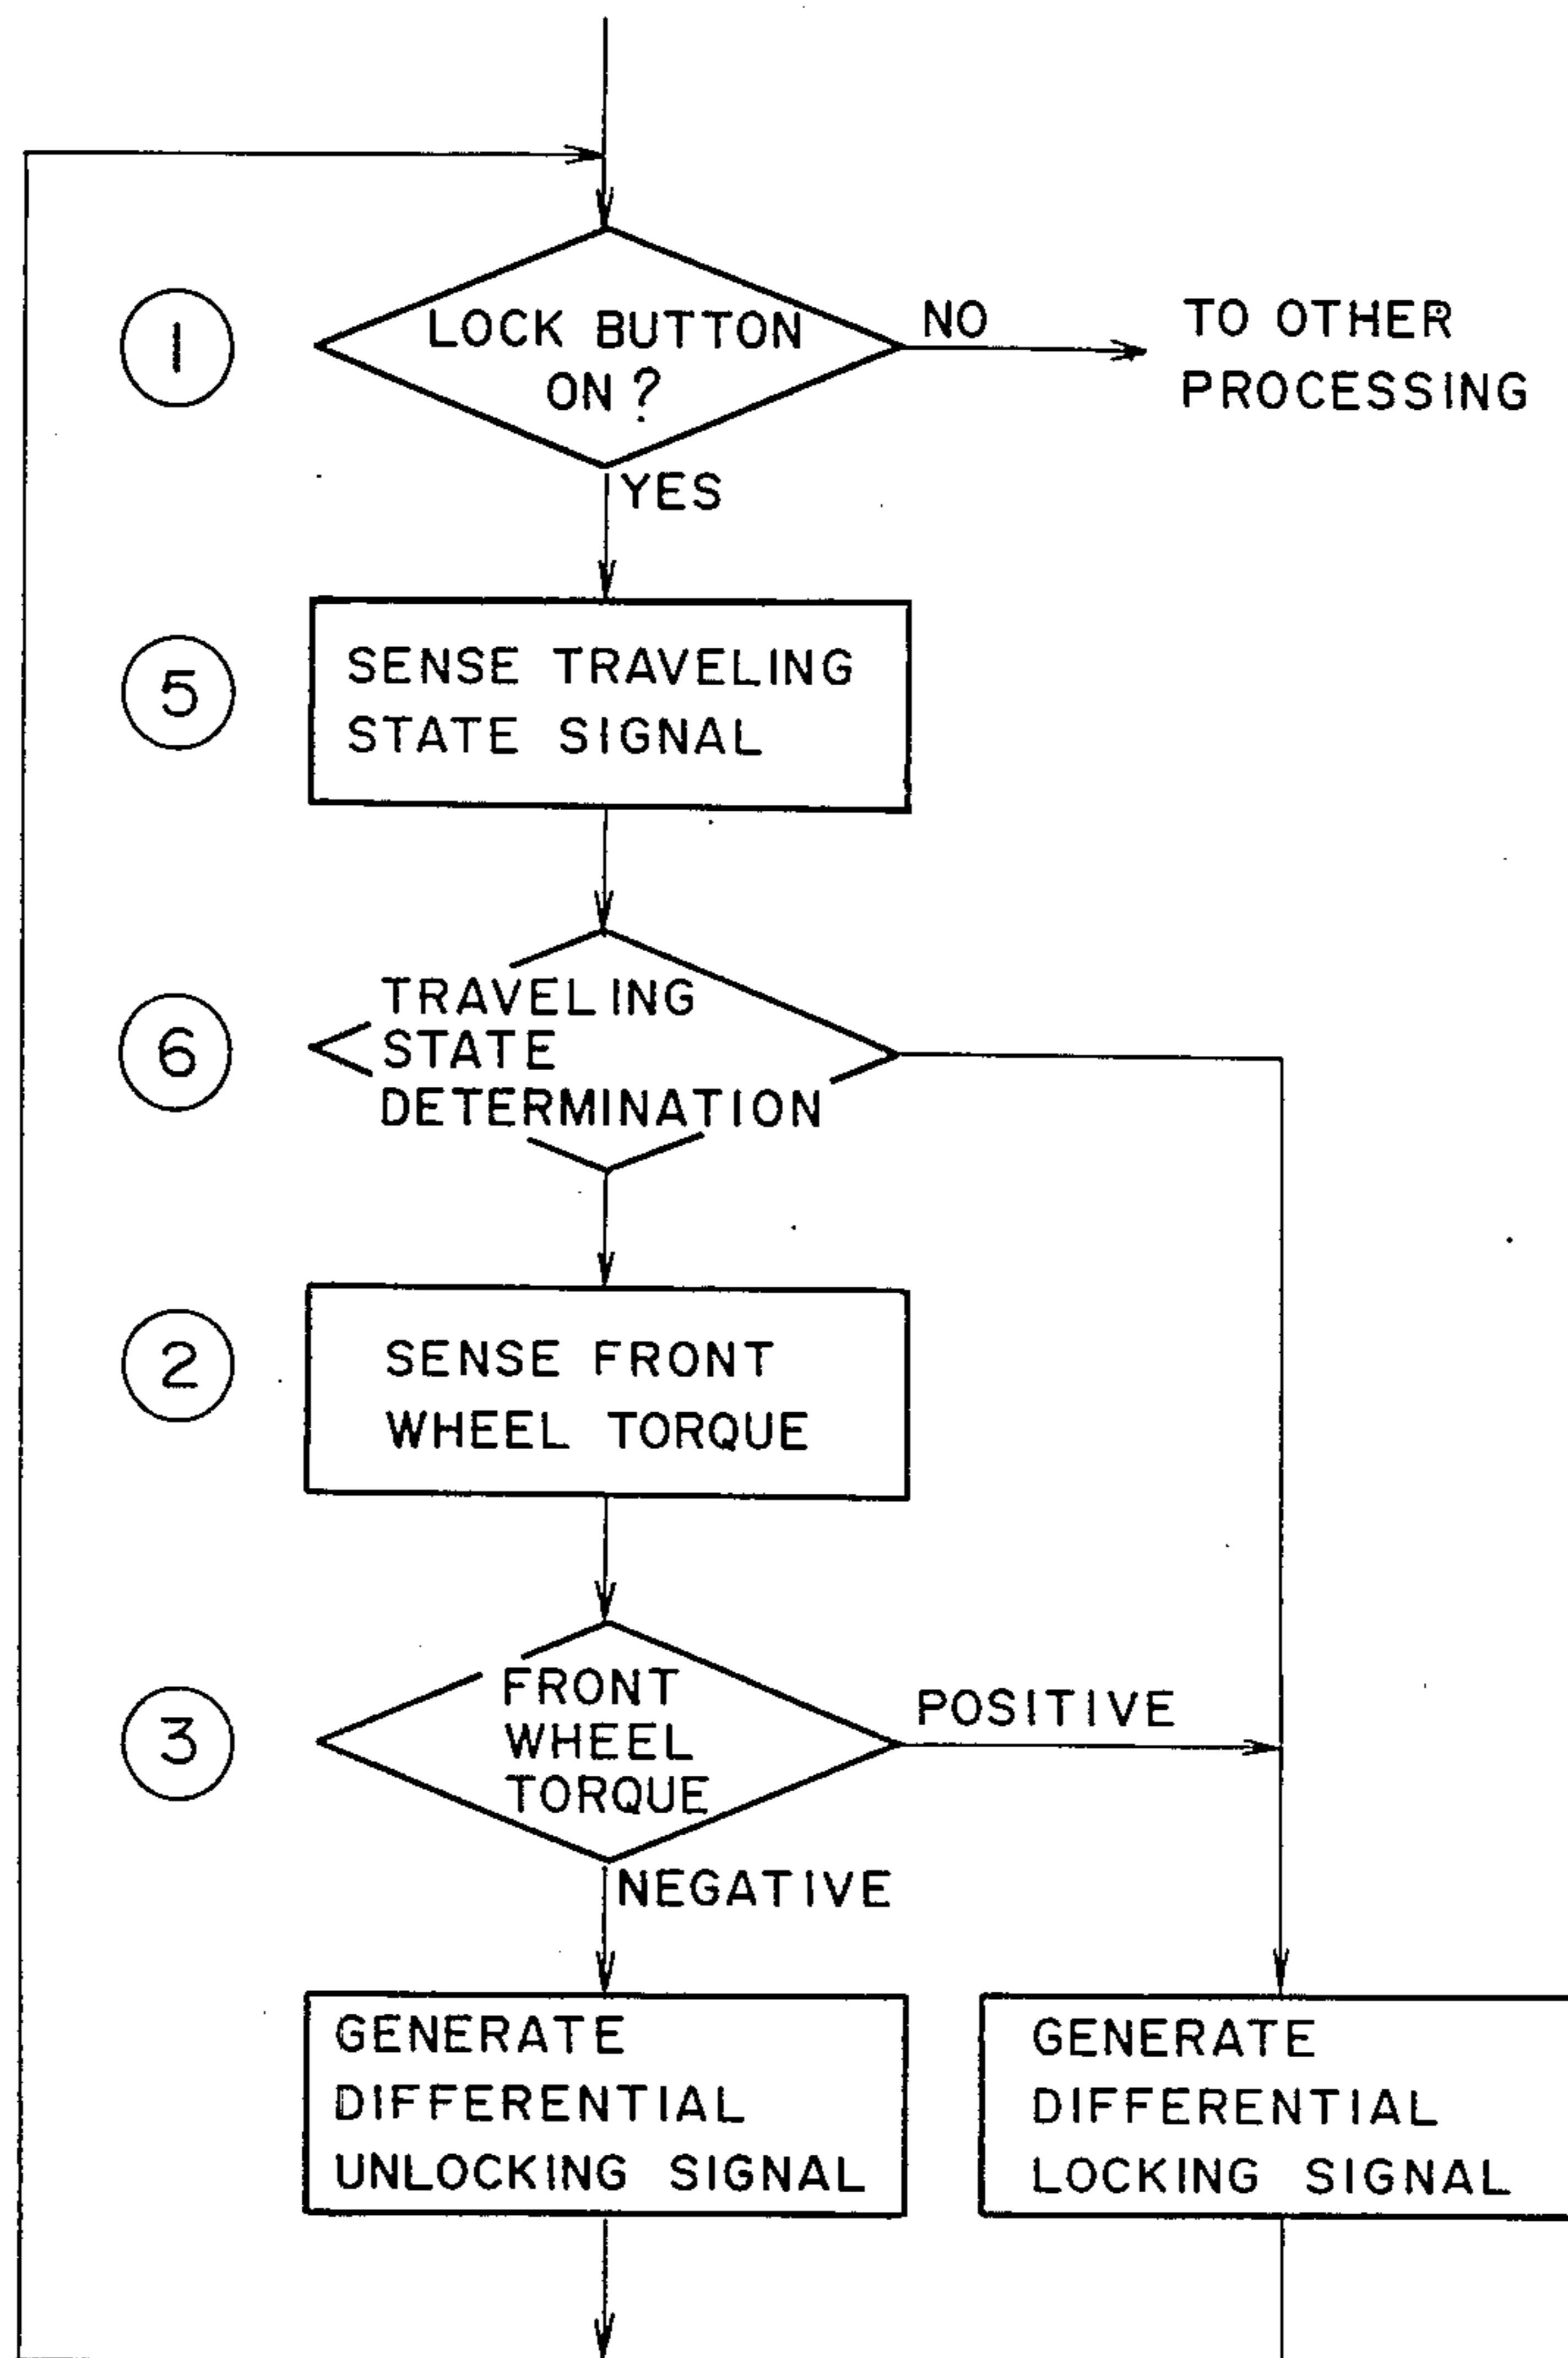 1
LOCK BUTTON
ON?
NO
TO OTHER
PROCESSING
YES
5
SENSE TRAVELING
STATE SIGNAL
6
TRAVELING
STATE
DETERMINATION
2
SENSE FRONT
WHEEL TORQUE
3
FRONT
WHEEL
TORQUE
POSITIVE
NEGATIVE
GENERATE
DIFFERENTIAL
UNLOCKING SIGNAL
GENERATE
DIFFERENTIAL
LOCKING SIGNAL